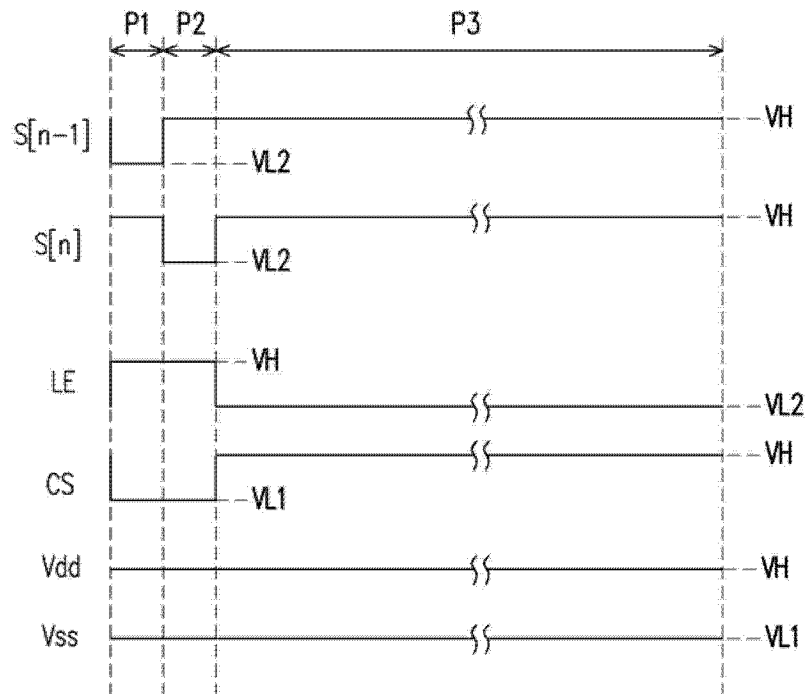 P1 P2 P3
S[n-1] VH
VL2
S[n] VH
VL2
VH
LE
VL2
VH
CS
VL1
Vdd VH
Vss VL1